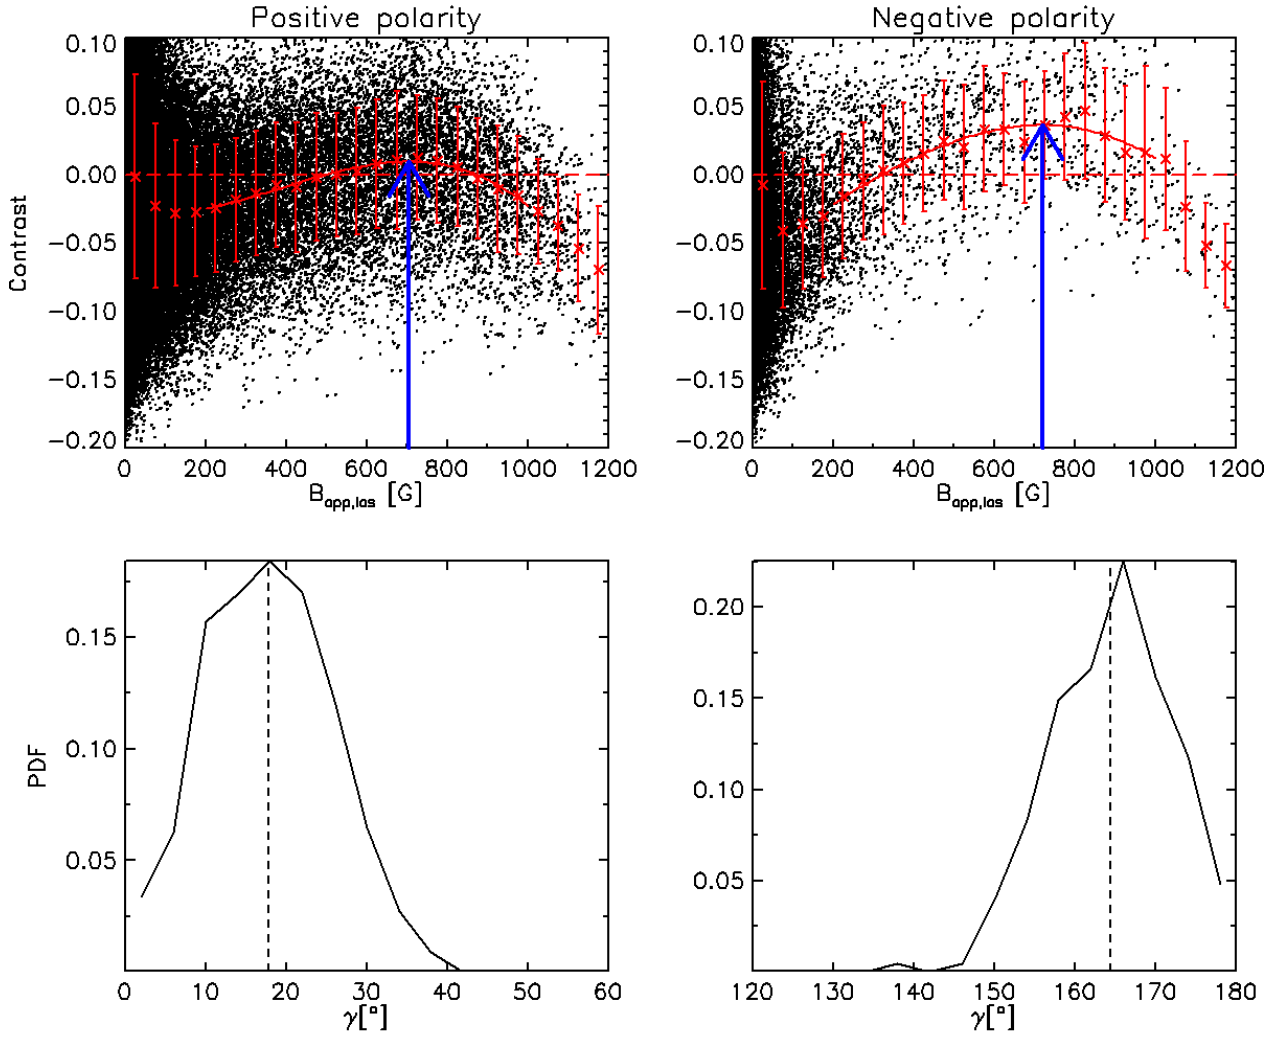 Positive polarity
Negative polarity
0.10
0.05
0.00
−0.05
−0.10
−0.15
−0.20
Contrast
0 200 400 600 800 1000 1200
B_app,los [G]
0.10
0.05
0.00
−0.05
−0.10
−0.15
−0.20
0 200 400 600 800 1000 1200
B_app,los [G]
0.15
0.10
0.05
PDF
0 10 20 30 40 50 60
γ[°]
0.20
0.15
0.10
0.05
120 130 140 150 160 170 180
γ[°]